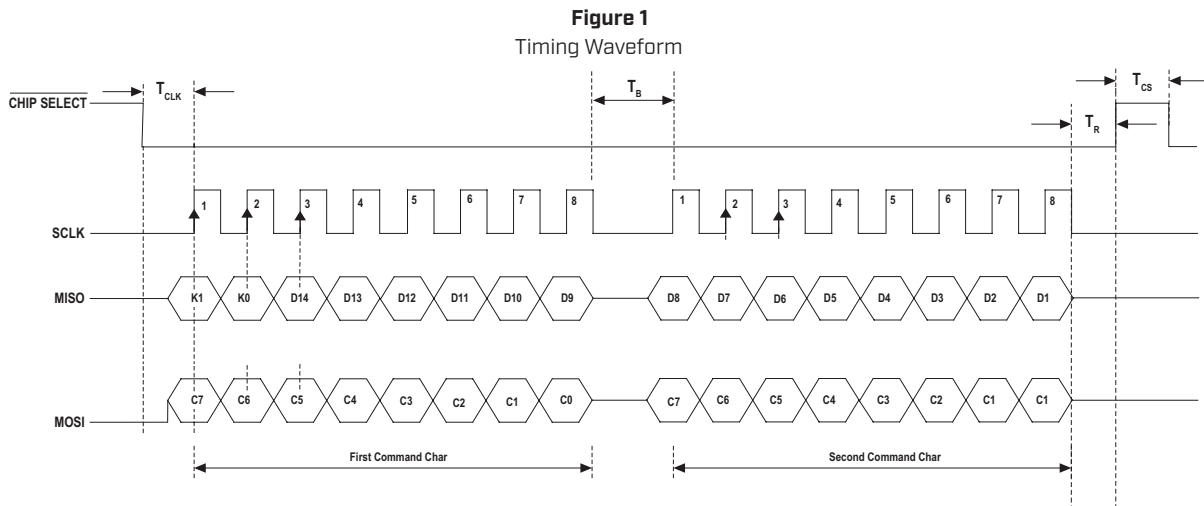 Figure 1
Timing Waveform
T_CLK
T_B
T_CS
CHIP SELECT
T_R
1 2 3 4 5 6 7 8 1 2 3 4 5 6 7 8
SCLK
MISO K1 K0 D14 D13 D12 D11 D10 D9 D8 D7 D6 D5 D4 D3 D2 D1
C7 C6 C5 C4 C3 C2 C1 C0 C7 C6 C5 C4 C3 C2 C1 C1
MOSI
First Command Char Second Command Char